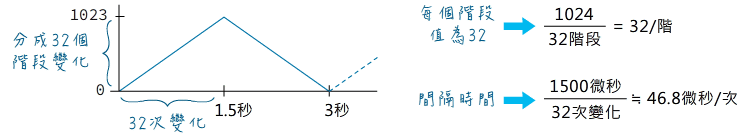 1023
分成32個
階段變化
0
32次變化
1.5秒
3秒
每個階段
值為32
1024
32階段
= 32/階
間隔時間
1500微秒
32次變化
≒ 46.8微秒/次